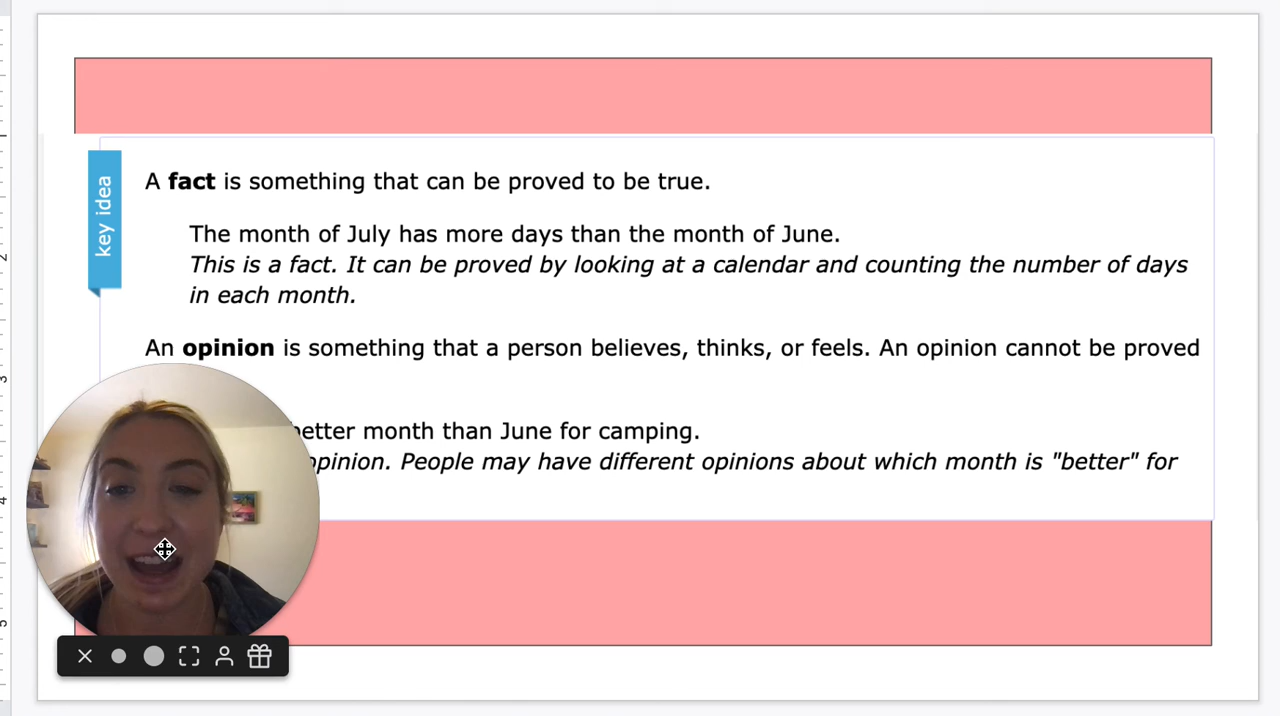 key idea
A fact is something that can be proved to be true.
The month of July has more days than the month of June.
This is a fact. It can be proved by looking at a calendar and counting the number of days
in each month.
An opinion is something that a person believes, thinks, or feels. An opinion cannot be proved
better month than June for camping.
opinion. People may have different opinions about which month is "better" for
2
3
4
5